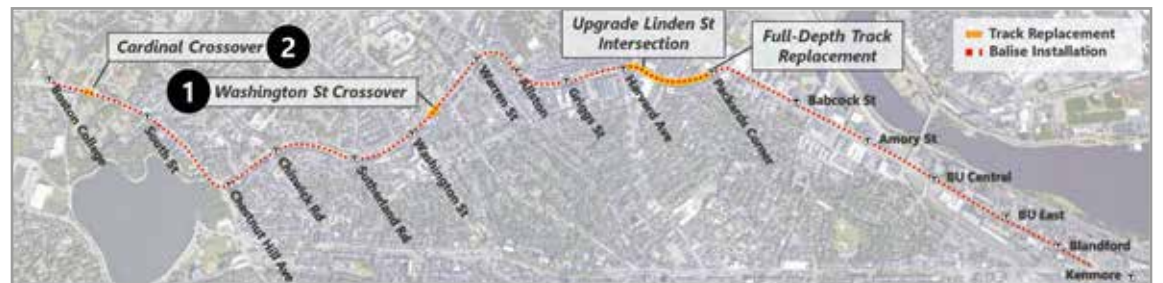 Upgrade Linden St
Intersection
Full-Depth Track
Replacement
Track Replacement
Balise Installation
Cardinal Crossover
2
1
Washington St Crossover
Boston College
South St
Chestnut Hill Ave
Chiswick Rd
Sutherland Rd
Washington St
Warren St
Allston
Griggs St
Harvard Ave
Packards Corner
Babcock St
Amory St
BU Central
BU East
Blandford
Kenmore